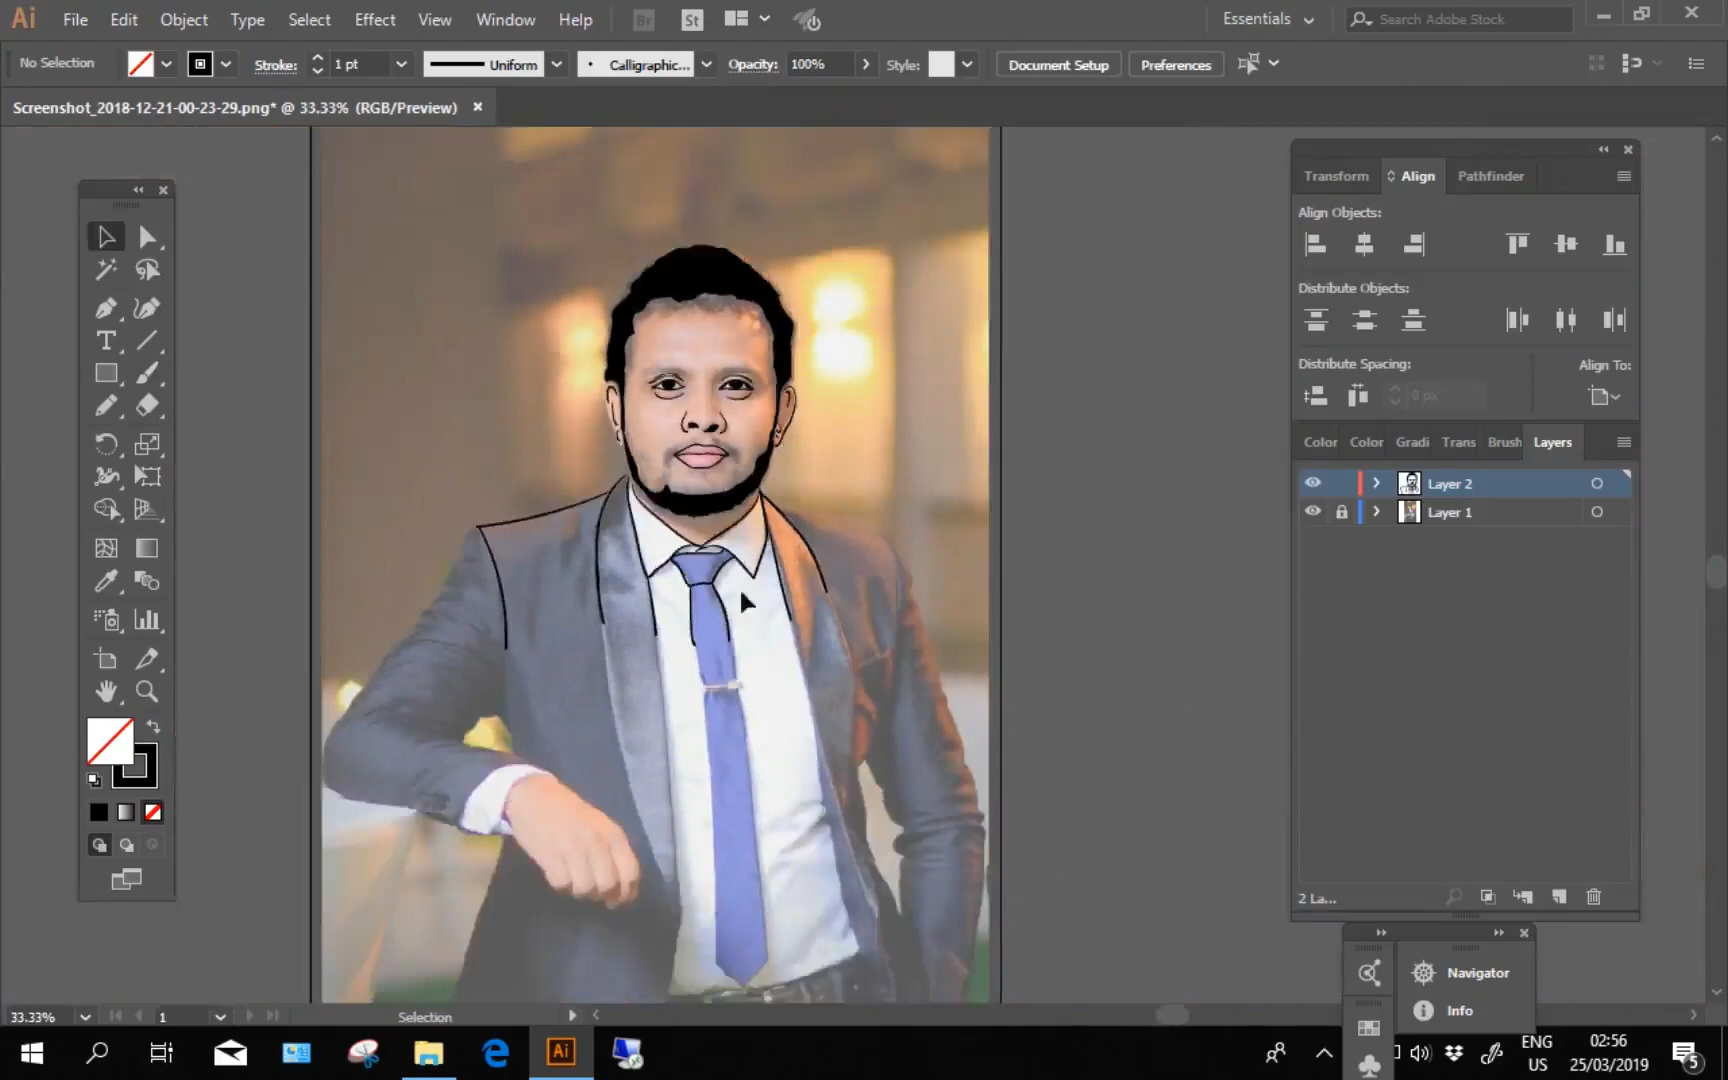 Ai File Edit Object Type Select Effect View Window Help Br St Essentials Search Adobe Stock
No Selection Stroke: 1 pt Uniform Calligraphic... Opacity: 100% Style: Document Setup Preferences
Screenshot_2018-12-21-00-23-29.png* @ 33.33% (RGB/Preview)
Transform Align Pathfinder
Align Objects:
Distribute Objects:
Distribute Spacing: Align To:
0 px
Color Color Gradi Trans Brush Layers
Layer 2
Layer 1
2 La...
Navigator
Info
33.33% 1 Selection
Ai
ENG
US
02:56
25/03/2019
5